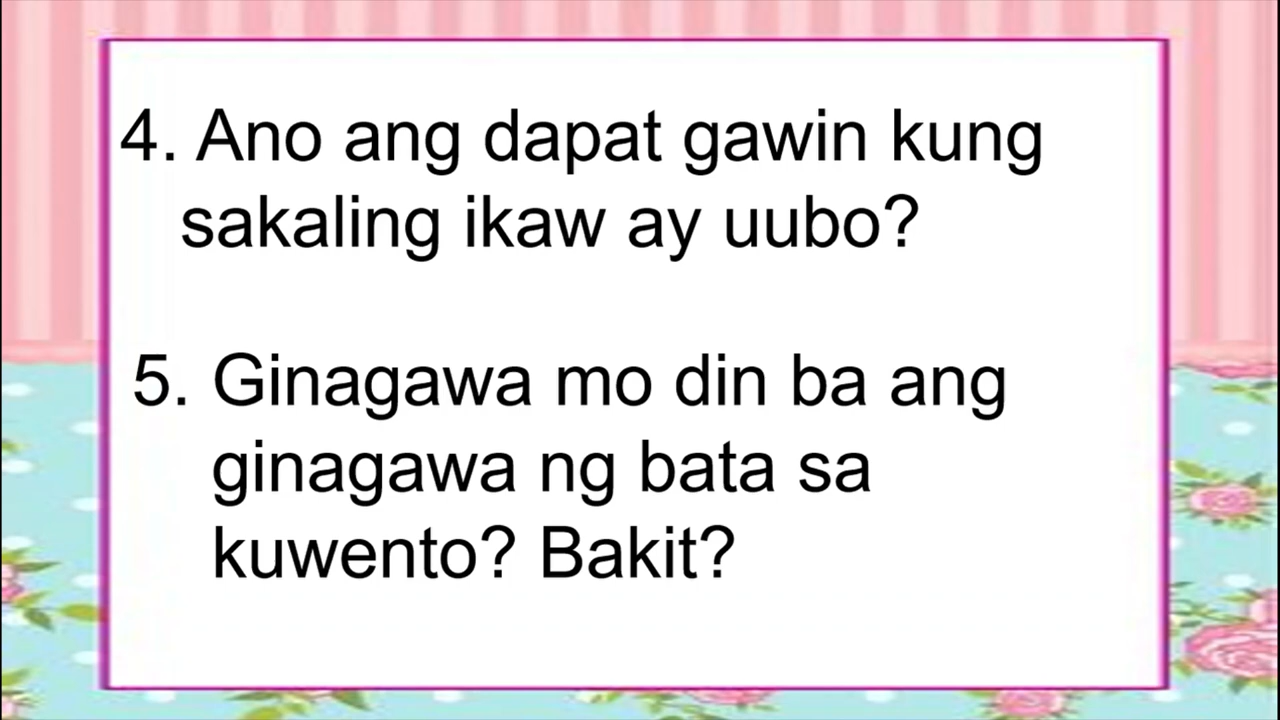 4. Ano ang dapat gawin kung
sakaling ikaw ay uubo?
5. Ginagawa mo din ba ang
ginagawa ng bata sa
kuwento? Bakit?